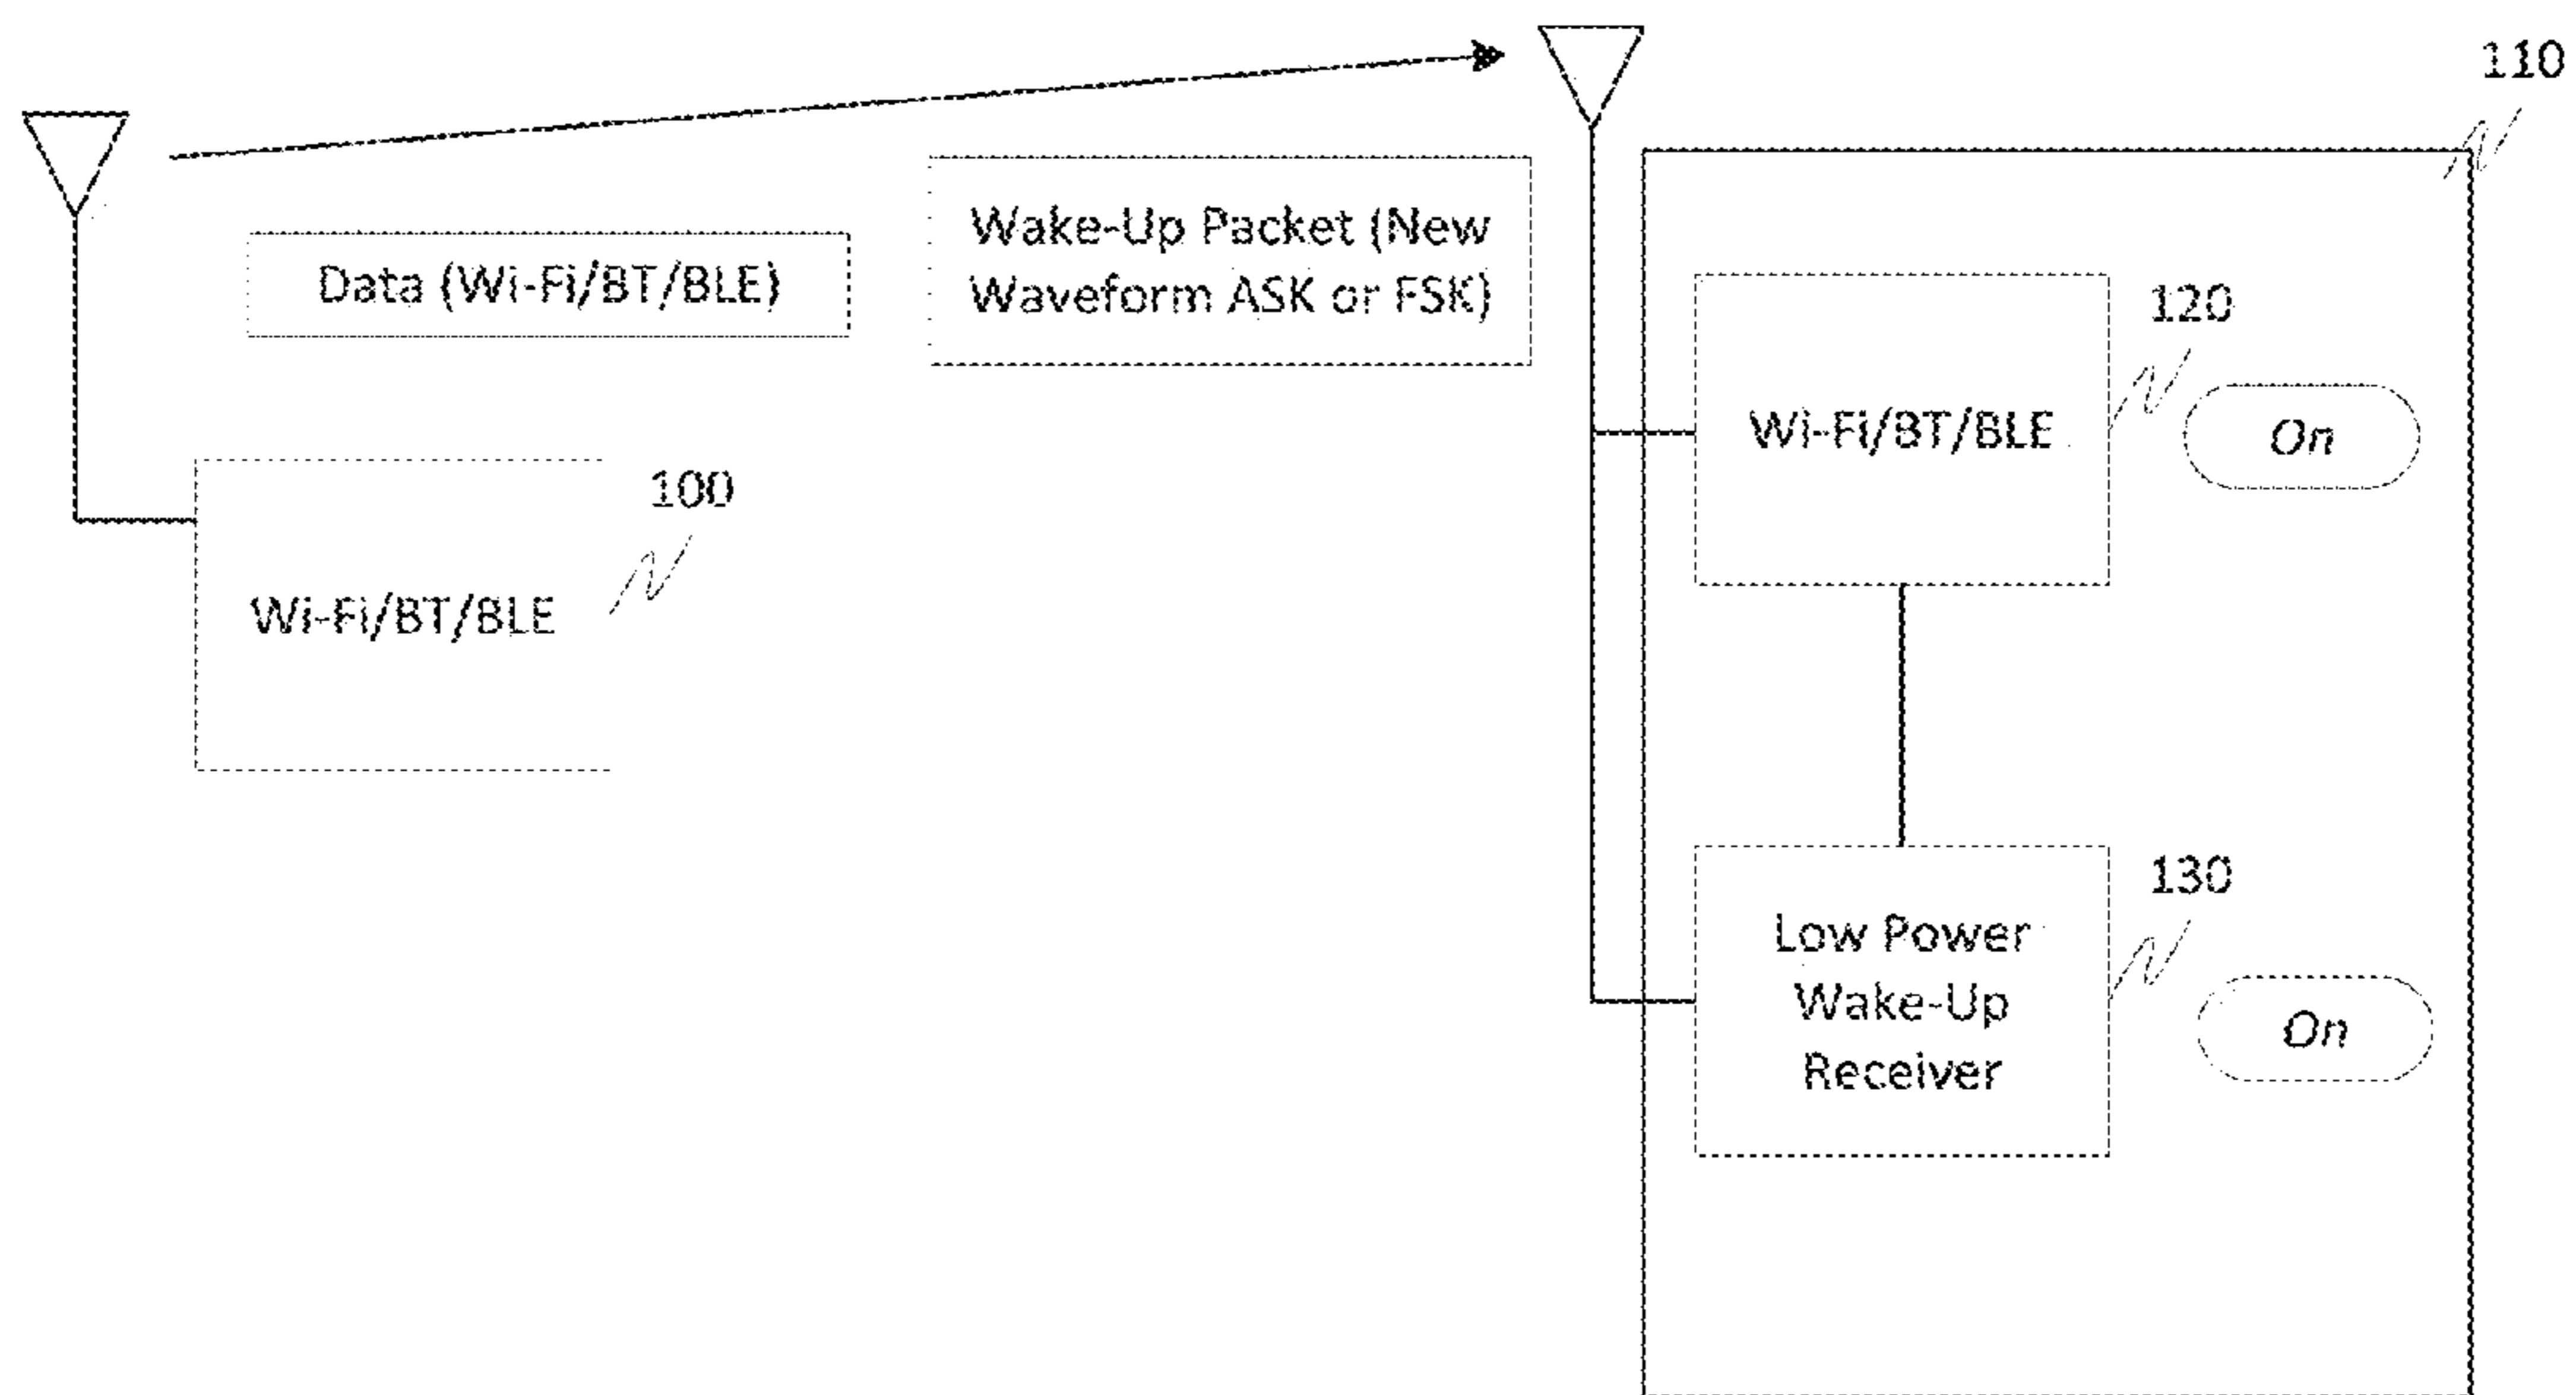 110
Data (Wi-Fi/BT/BLE)
Wake-Up Packet (New
Waveform ASK or FSK)
100
Wi-Fi/BT/BLE
120
Wi-Fi/BT/BLE
On
130
Low Power
Wake-Up
Receiver
On